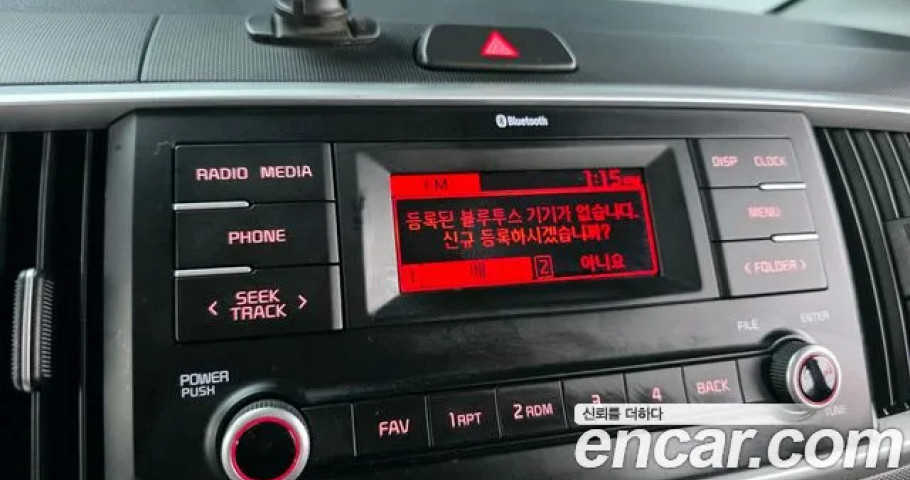 Bluetooth
RADIO MEDIA
DISP CLOCK
FM 1:15
등록된 블루투스 기기가 없습니다.
신규 등록하시겠습니까?
1 예 2 아니요
PHONE
MENU
< SEEK TRACK >
< FOLDER >
FILE
ENTER
POWER
PUSH
TUNE
FAV
1 RPT
2 RDM
3
4
BACK
신뢰를 더하다
encar.com